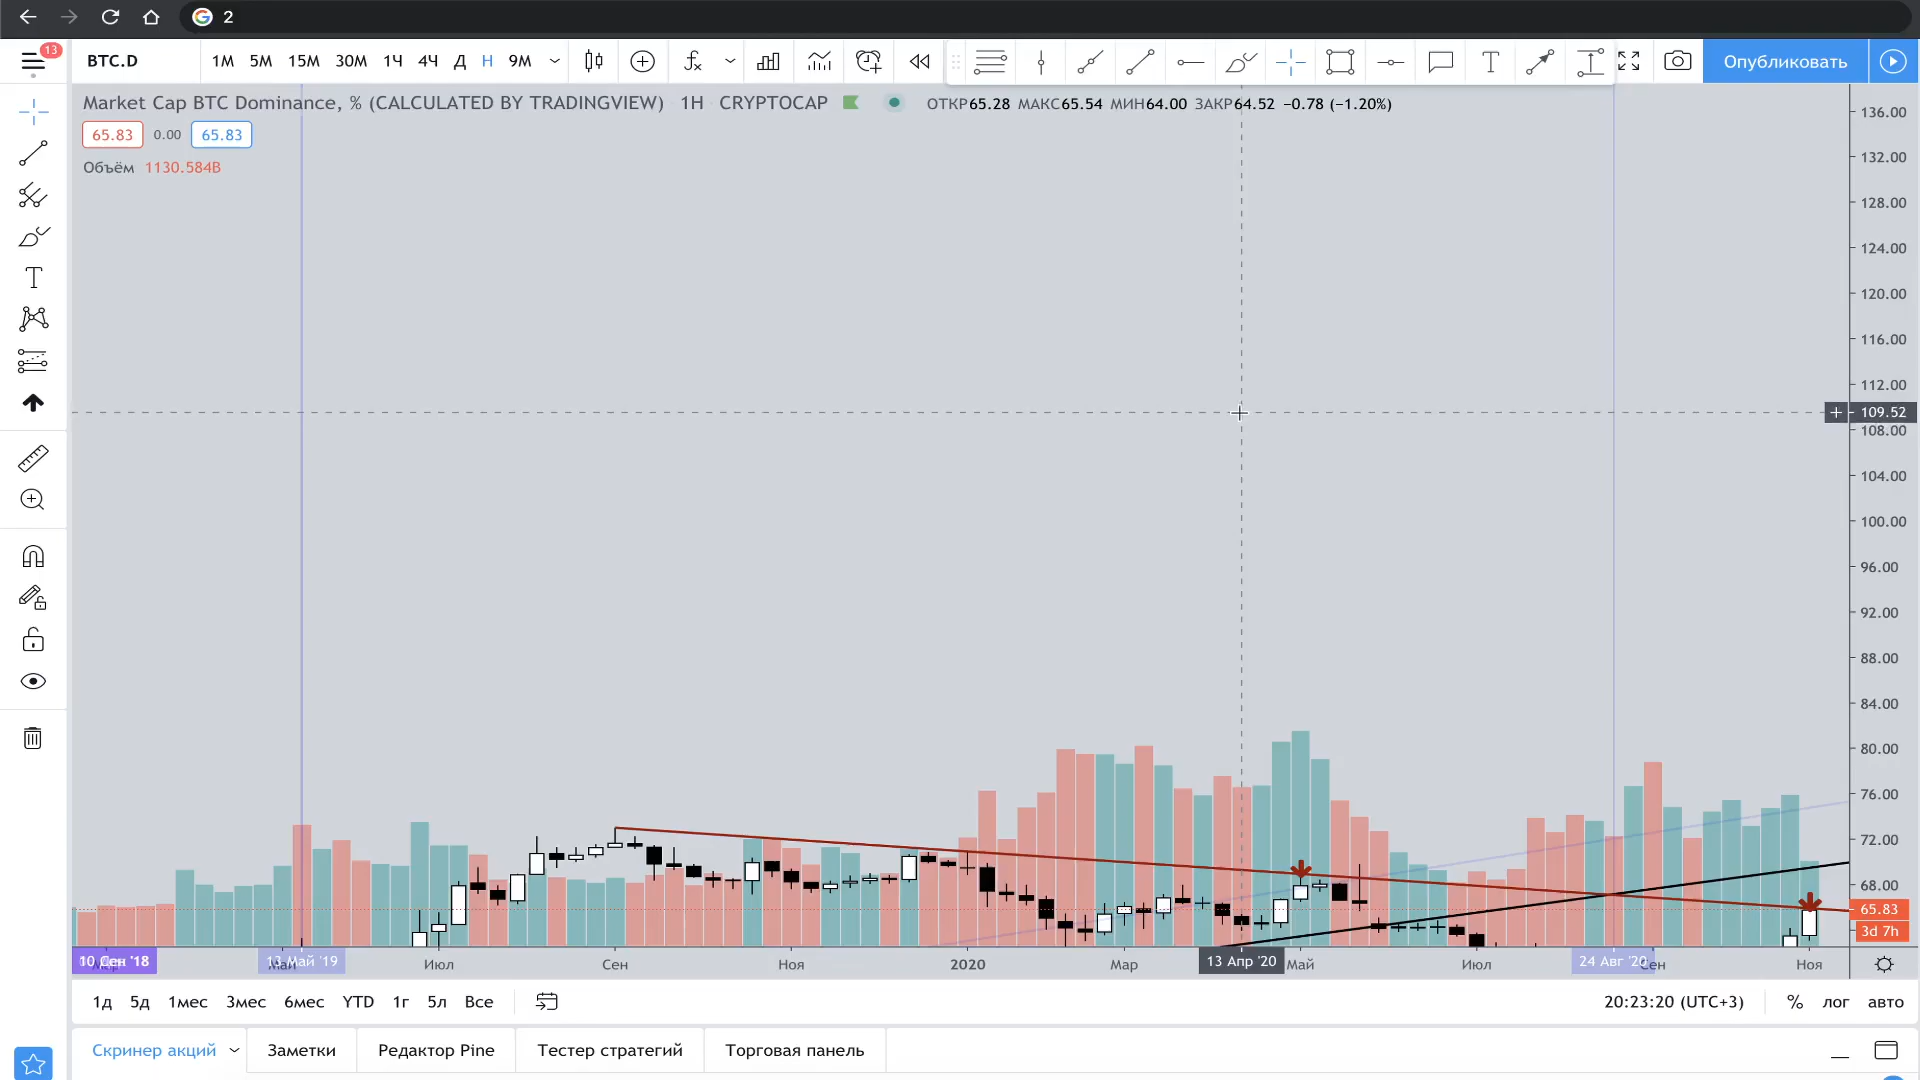 2
13
BTC.D 1М 5М 15М 30М 1Ч 4Ч Д Н 9М Опубликовать
Market Cap BTC Dominance, % (CALCULATED BY TRADINGVIEW) 1Н CRYPTOCAP ОТКР65.28 МАКС65.54 МИН64.00 ЗАКР64.52 −0.78 (−1.20%)
65.83 0.00 65.83
Объём 1130.584B
136.00
132.00
128.00
124.00
120.00
116.00
112.00
109.52
108.00
104.00
100.00
96.00
92.00
88.00
84.00
80.00
76.00
72.00
68.00
65.83
3d 7h
10 Сен '18 13 Май '19 Июл Сен Ноя 2020 Мар 13 Апр '20 Май Июл 24 Авг '20 Сен Ноя
1д 5д 1мес 3мес 6мес YTD 1г 5л Все 20:23:20 (UTC+3) % лог авто
Скринер акций Заметки Редактор Pine Тестер стратегий Торговая панель